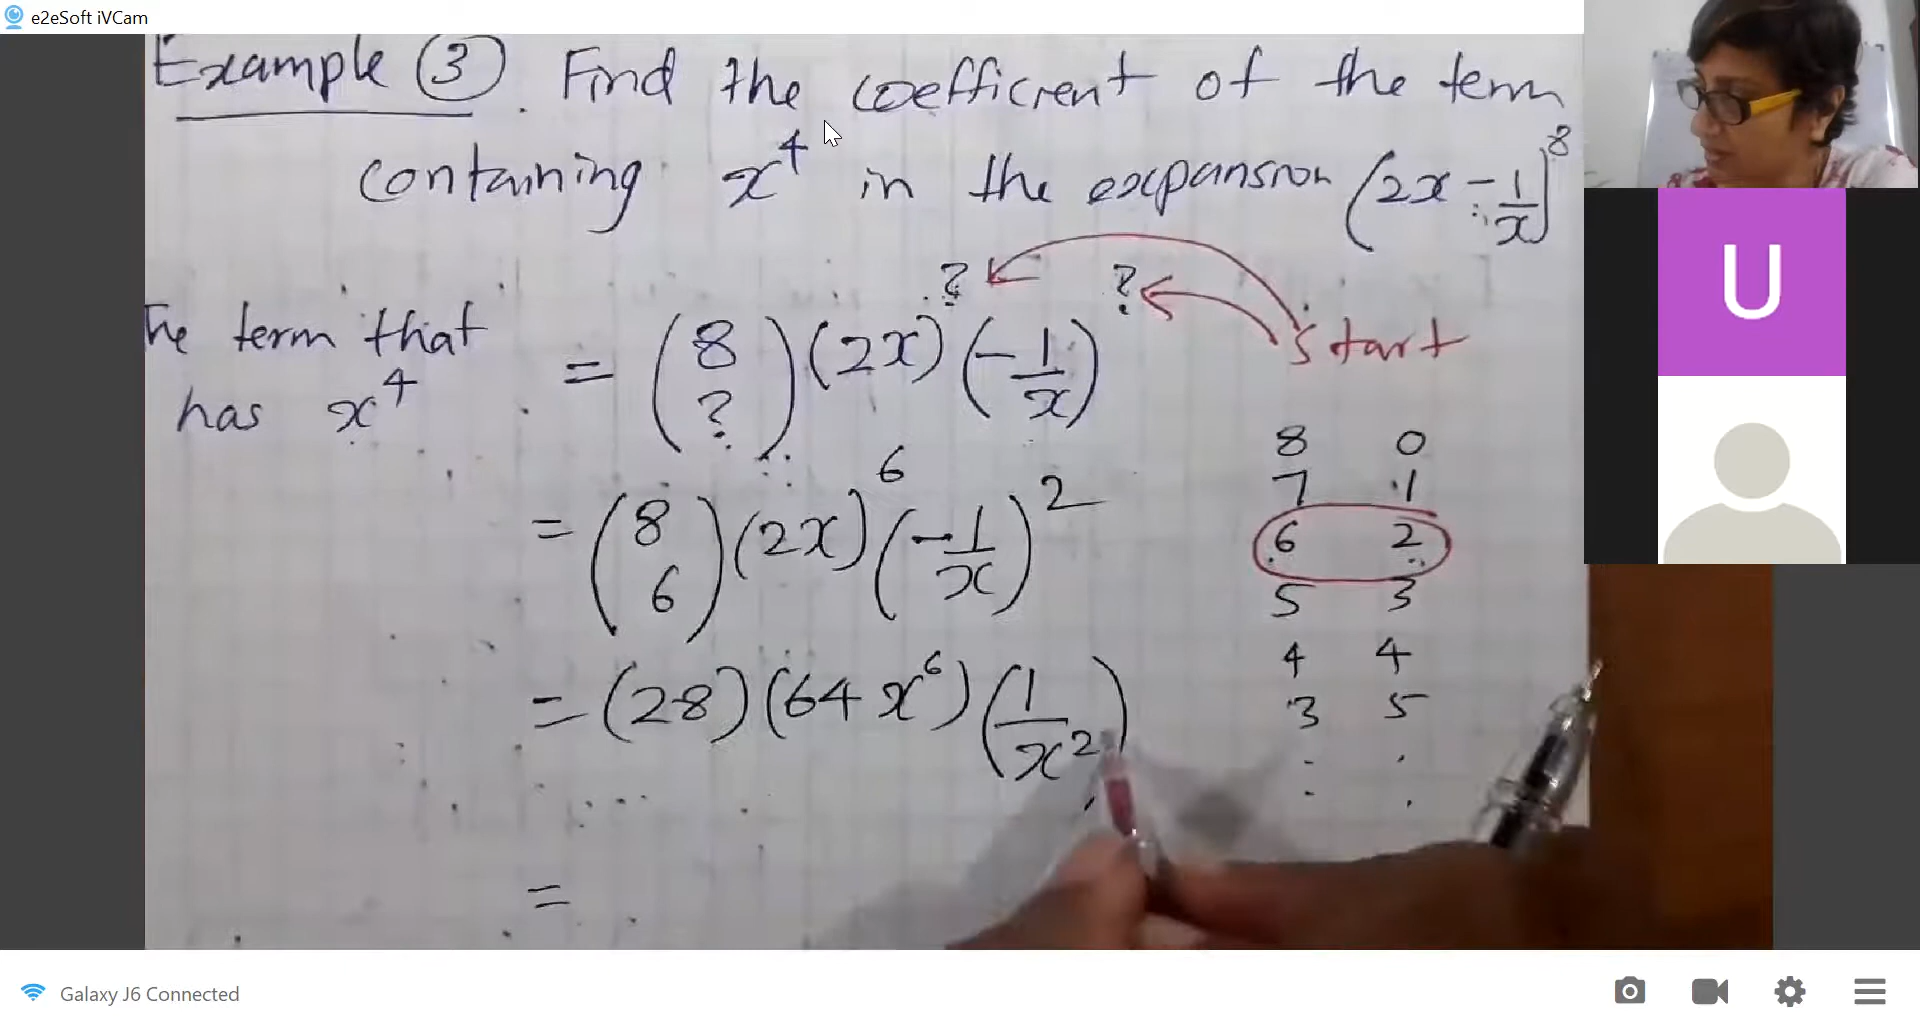 e2eSoft iVCam
Example 3. Find the coefficient of the term
containing x⁴ in the expansion (2x - 1/x)⁸
The term that
has x⁴
= (8 ?) (2x)^? (-1/x)^?
start
8 0
7 1
6 2
5 3
4 4
3 5
= (8 6) (2x)⁶ (-1/x)²
= (28) (64x⁶) (1/x²)
=
U
Galaxy J6 Connected